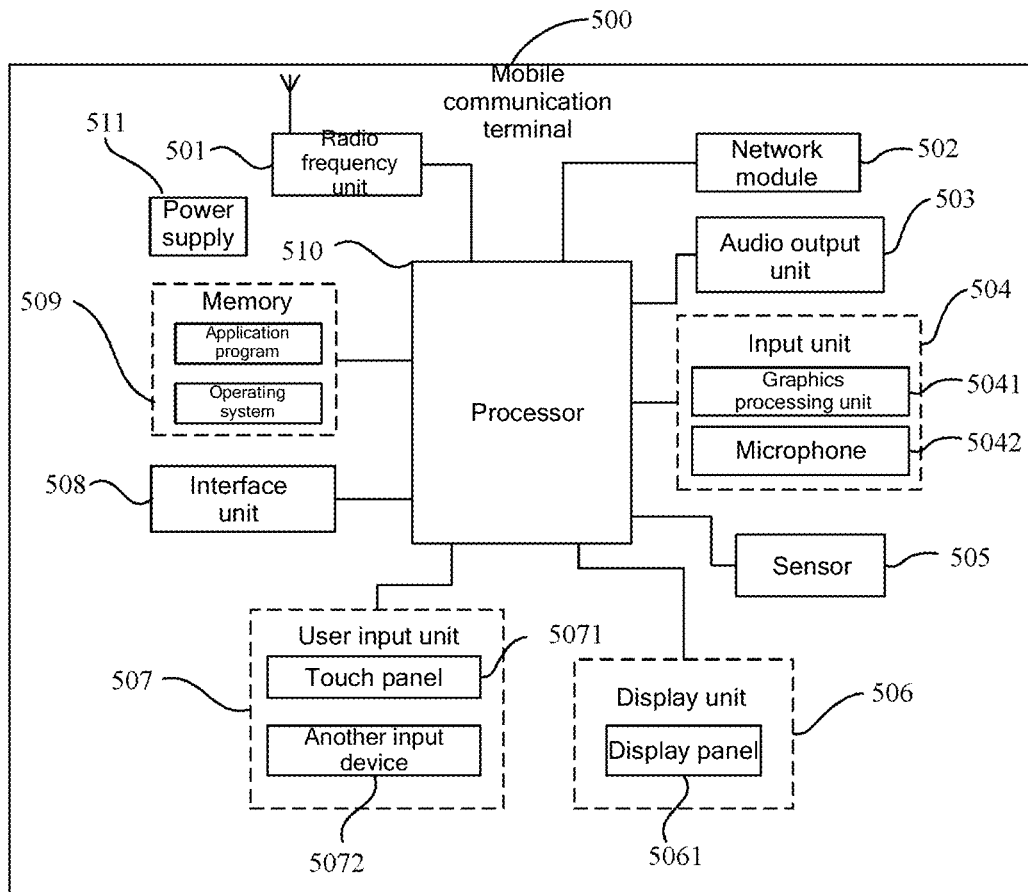 500
Mobile
communication
terminal
511
501
Radio
frequency
unit
Network
module
502
Power
supply
503
Audio output
unit
510
509
Memory
Application
program
Operating
system
Processor
504
Input unit
Graphics
processing unit
5041
Microphone
5042
508
Interface
unit
Sensor
505
User input unit
5071
Touch panel
507
Another input
device
5072
Display unit
506
Display panel
5061